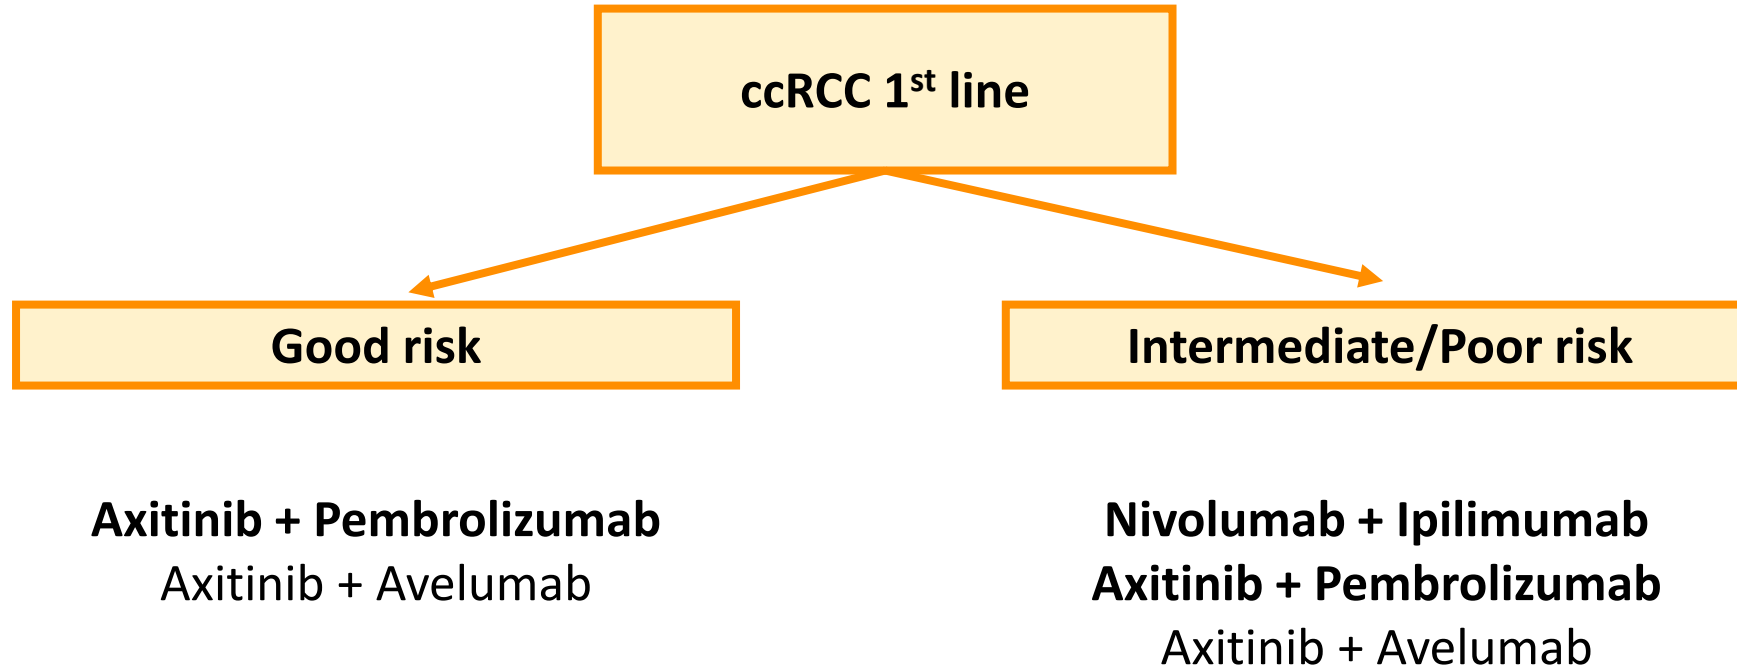 ccRCC 1st line
Good risk
Axitinib + Pembrolizumab
Axitinib + Avelumab
Intermediate/Poor risk
Nivolumab + Ipilimumab
Axitinib + Pembrolizumab
Axitinib + Avelumab